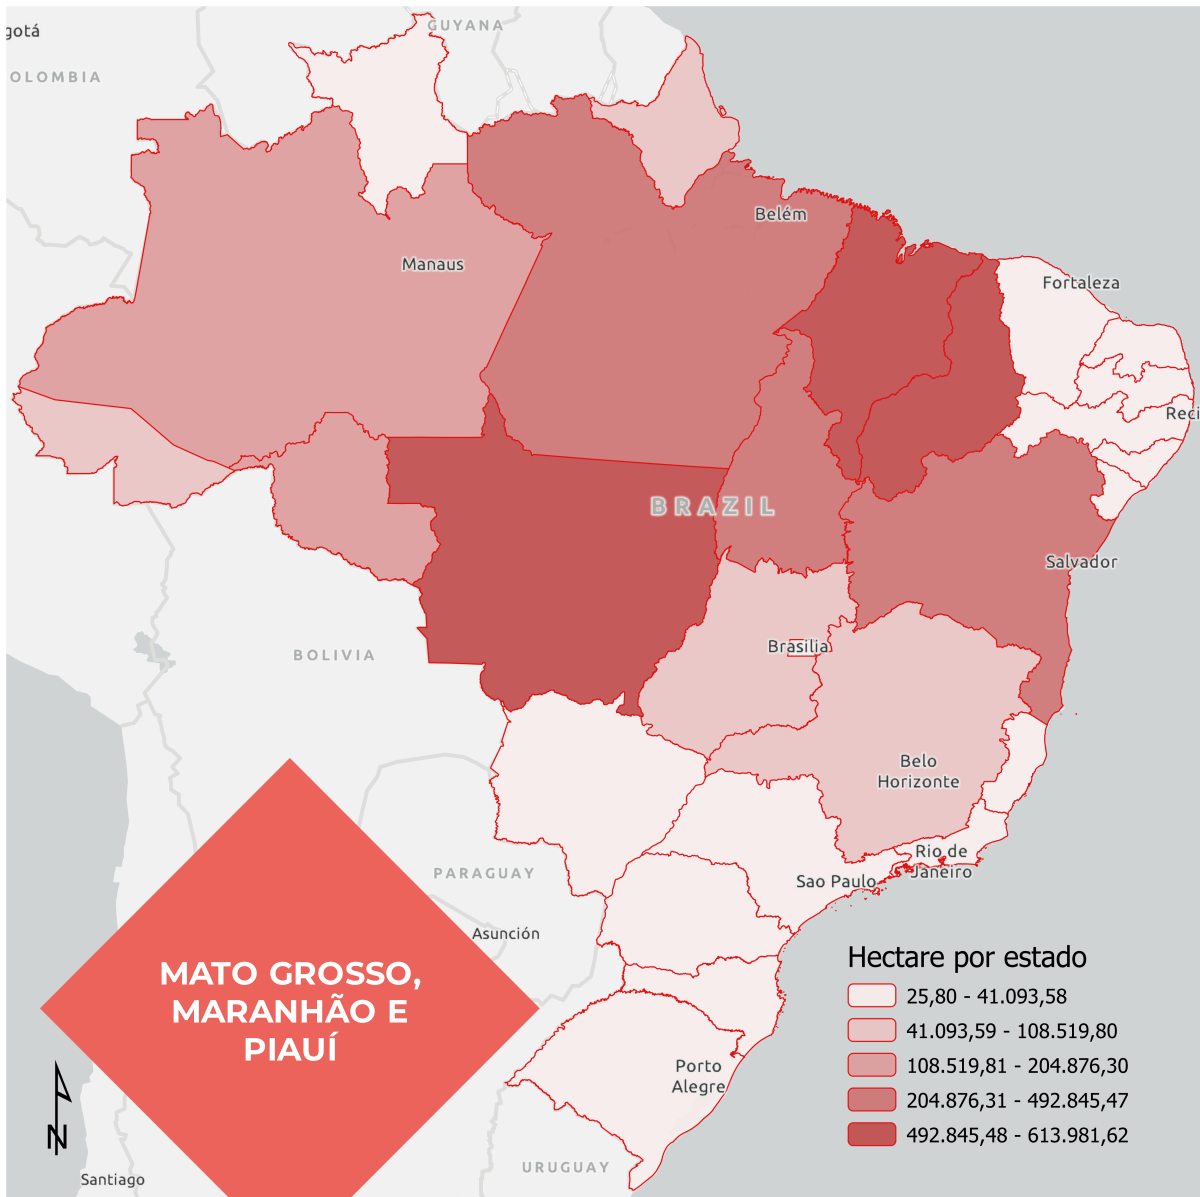 gotá
GUYANA
OLOMBIA
Belém
Manaus
Fortaleza
Reci
BRAZIL
Salvador
BOLIVIA
Brasilia
Belo
Horizonte
Rio de
Janeiro
PARAGUAY
Sao Paulo
Asunción
MATO GROSSO,
MARANHÃO E
PIAUÍ
Hectare por estado
25,80 - 41.093,58
41.093,59 - 108.519,80
108.519,81 - 204.876,30
204.876,31 - 492.845,47
492.845,48 - 613.981,62
Porto
Alegre
N
URUGUAY
Santiago